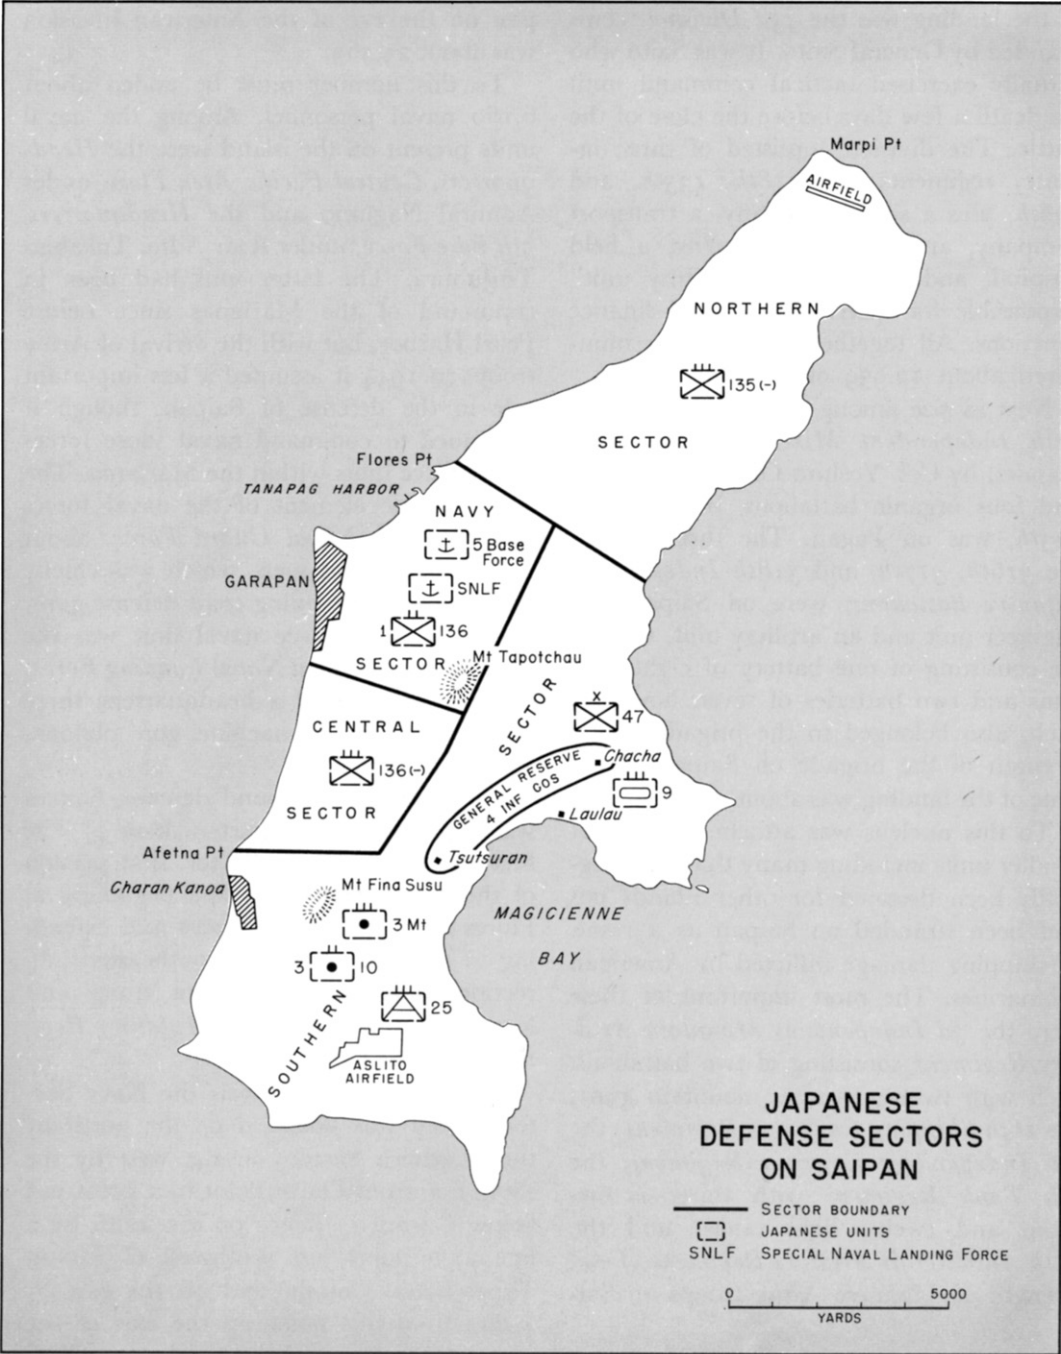 Marpi Pt
AIRFIELD
NORTHERN
135(-)
SECTOR
Flores Pt
TANAPAG HARBOR
NAVY
5 Base
Force
GARAPAN
SNLF
1 136
SECTOR
Mt Tapotchau
SECTOR
X
47
CENTRAL
136(-)
SECTOR
GENERAL RESERVE
4 INF COS
Chacha
9
Laulau
Afetna Pt
Tsutsuran
Charan Kanoa
Mt Fina Susu
3 Mt
MAGICIENNE
BAY
3 10
25
SOUTHERN
ASLITO
AIRFIELD
JAPANESE
DEFENSE SECTORS
ON SAIPAN
SECTOR BOUNDARY
JAPANESE UNITS
SNLF SPECIAL NAVAL LANDING FORCE
0 5000
YARDS